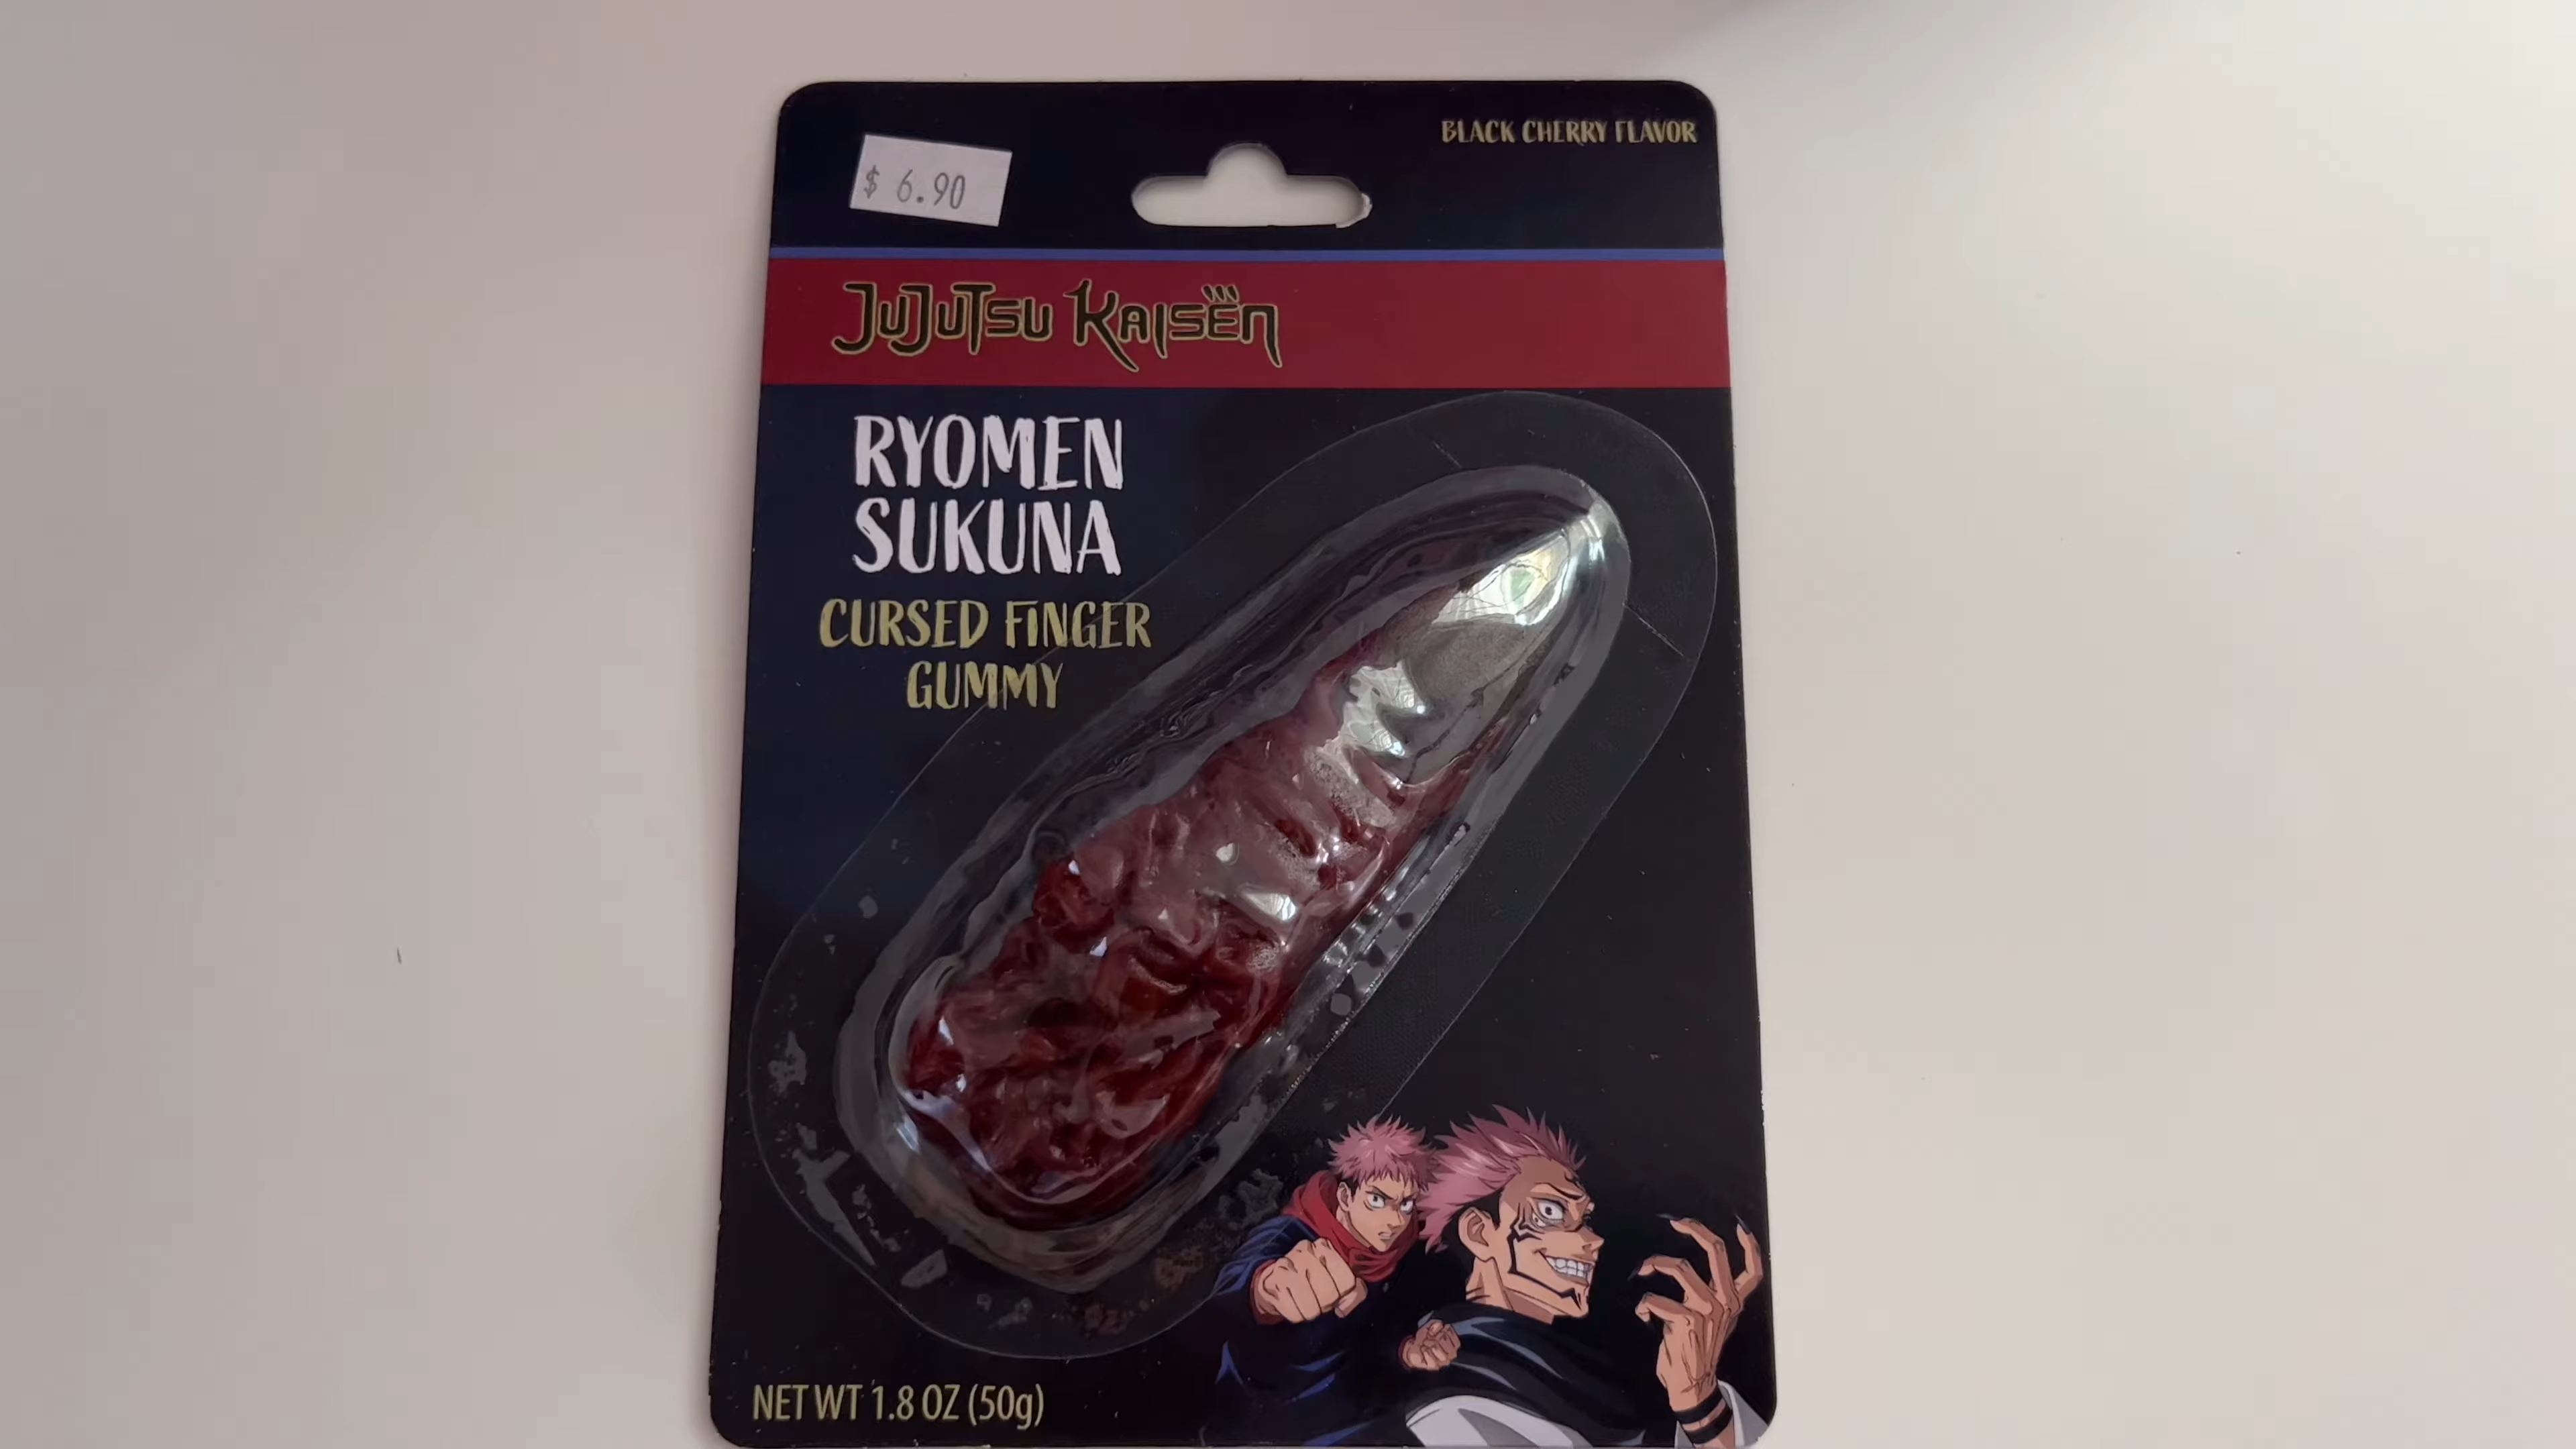 BLACK CHERRY FLAVOR
$ 6.90
JUJUTSU KAISEN
RYOMEN
SUKUNA
CURSED FINGER
GUMMY
NET WT 1.8 OZ (50g)